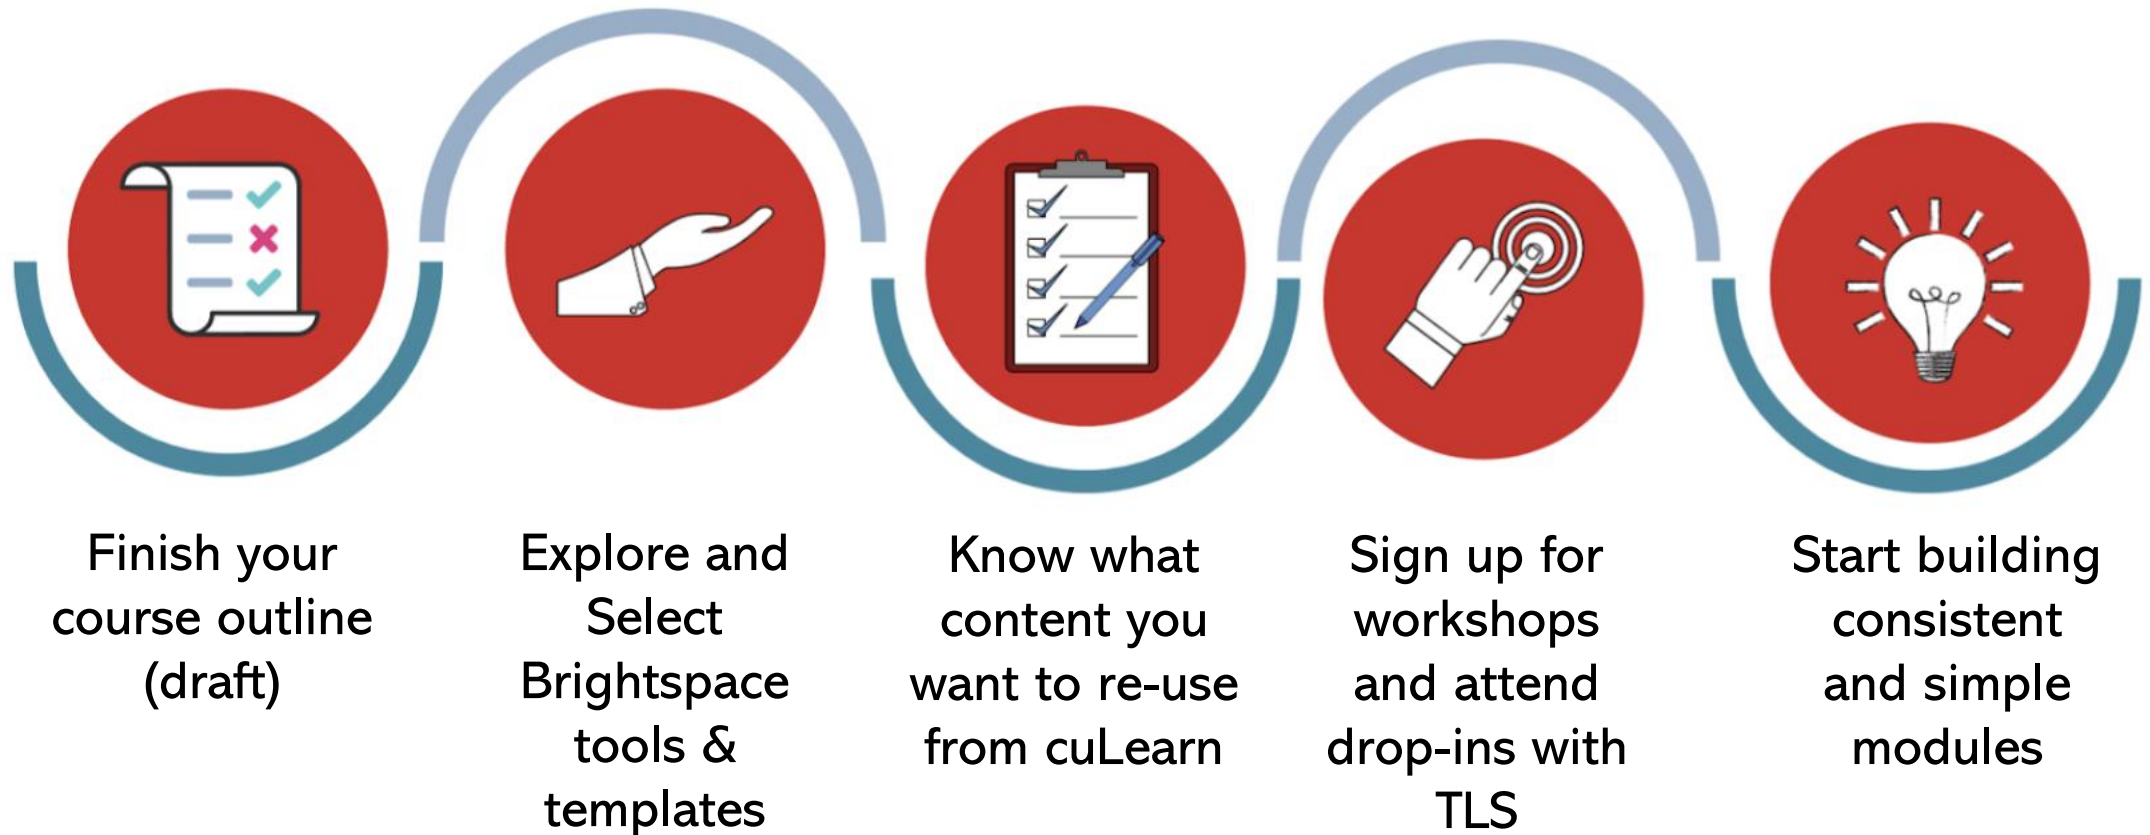 Finish your
course outline
(draft)
Explore and
Select
Brightspace
tools &
templates
Know what
content you
want to re-use
from cuLearn
Sign up for
workshops
and attend
drop-ins with
TLS
Start building
consistent
and simple
modules